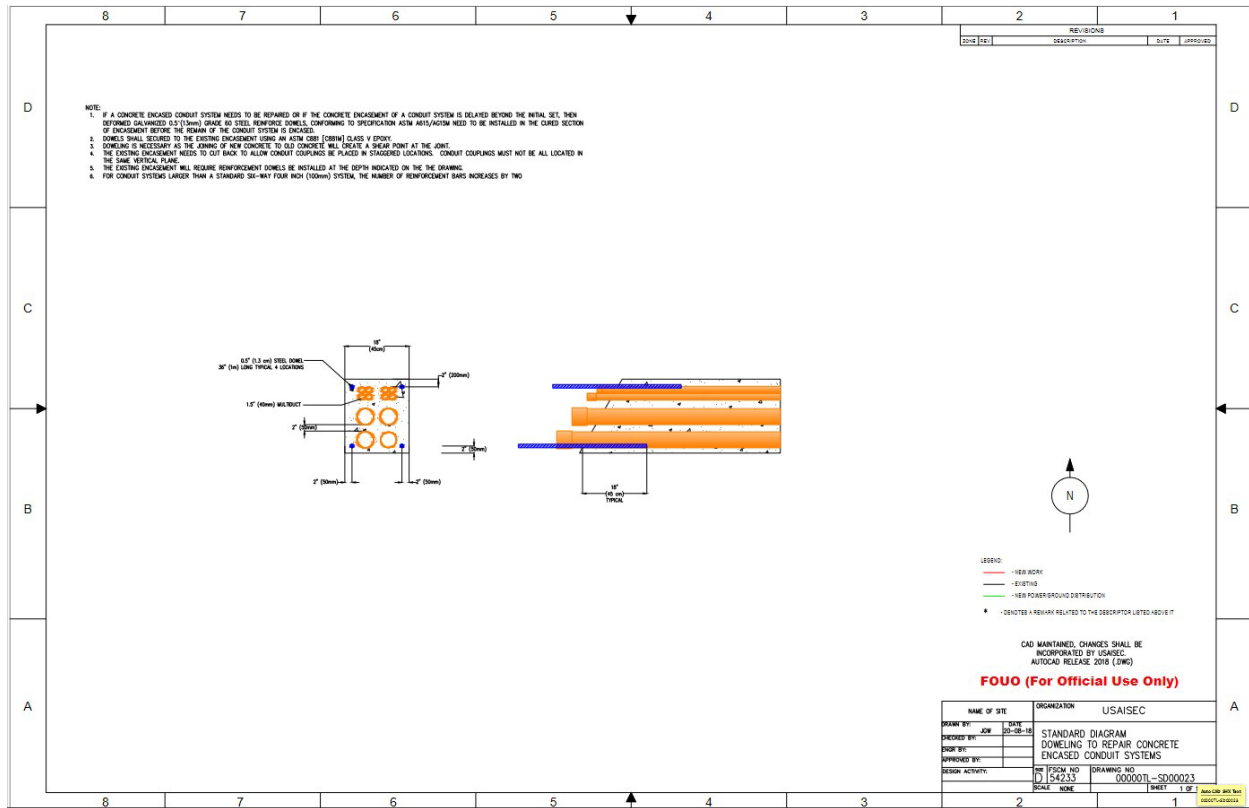 8 7 6 5 4 3 2 1
REVISIONS
ZONE REV DESCRIPTION DATE APPROVED
D D
NOTE:
1. IF A CONCRETE ENCASED CONDUIT SYSTEM NEEDS TO BE REPAIRED OR IF THE CONCRETE ENCASEMENT OF A CONDUIT SYSTEM IS DELAYED BEYOND THE INITIAL SET, THEN
DEFORMED GALVANIZED 0.5"(13mm) GRADE 60 STEEL REINFORCE DOWELS, CONFORMING TO SPECIFICATION ASTM A615/AG15M NEED TO BE INSTALLED IN THE CURED SECTION
OF ENCASEMENT BEFORE THE REMAIN OF THE CONDUIT SYSTEM IS ENCASED.
2. DOWELS SHALL SECURED TO THE EXISTING ENCASEMENT USING AN ASTM C881 [C881M] CLASS V EPOXY.
3. DOWELING IS NECESSARY AS THE JOINING OF NEW CONCRETE TO OLD CONCRETE WILL CREATE A SHEAR POINT AT THE JOINT.
4. THE EXISTING ENCASEMENT NEEDS TO CUT BACK TO ALLOW CONDUIT COUPLINGS BE PLACED IN STAGGERED LOCATIONS. CONDUIT COUPLINGS MUST NOT BE ALL LOCATED IN
THE SAME VERTICAL PLANE.
5. THE EXISTING ENCASEMENT WILL REQUIRE REINFORCEMENT DOWELS BE INSTALLED AT THE DEPTH INDICATED ON THE THE DRAWING.
6. FOR CONDUIT SYSTEMS LARGER THAN A STANDARD SIX-WAY FOUR INCH (100mm) SYSTEM, THE NUMBER OF REINFORCEMENT BARS INCREASES BY TWO
C C
18"
(45cm)
0.5" (1.3 cm) STEEL DOWEL
36" (1m) LONG TYPICAL 4 LOCATIONS
2" (200mm)
1.5" (40mm) MULTIDUCT
2" (50mm)
2" (50mm)
2" (50mm) 2" (50mm)
18"
(45 cm)
TYPICAL
B B
N
LEGEND:
- NEW WORK
- EXISTING
- NEW POWER/GROUND DISTRIBUTION
* - DENOTES A REMARK RELATED TO THE DESCRIPTOR LISTED ABOVE IT
CAD MAINTAINED, CHANGES SHALL BE
INCORPORATED BY USAISEC.
AUTOCAD RELEASE 2018 (.DWG)
FOUO (For Official Use Only)
A A
NAME OF SITE
ORGANIZATION USAISEC
DRAWN BY: JGW DATE 20-08-18
CHECKED BY:
ENGR BY:
APPROVED BY:
DESIGN ACTIVITY:
STANDARD DIAGRAM
DOWELING TO REPAIR CONCRETE
ENCASED CONDUIT SYSTEMS
SIZE D FSCM NO 54233 DRAWING NO 00000TL-SD00023
SCALE NONE SHEET 1 OF
AutoCAD SHX Text
00000TL-SD00023
8 7 6 5 4 3 2 1